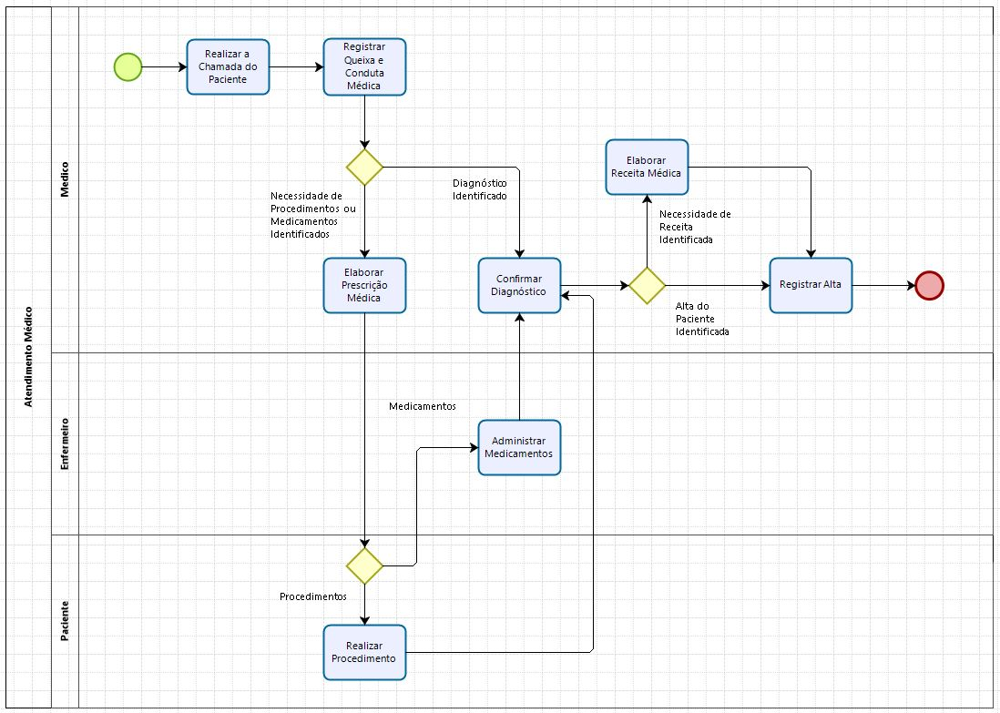 Atendimento Médico
Medico
Realizar a
Chamada do
Paciente
Registrar
Queixa e
Conduta
Médica
Necessidade de
Procedimentos ou
Medicamentos
Identificados
Diagnóstico
Identificado
Elaborar
Receita Médica
Necessidade de
Receita
Identificada
Elaborar
Prescrição
Médica
Confirmar
Diagnóstico
Registrar Alta
Alta do
Paciente
Identificada
Enfermeiro
Medicamentos
Administrar
Medicamentos
Paciente
Procedimentos
Realizar
Procedimento